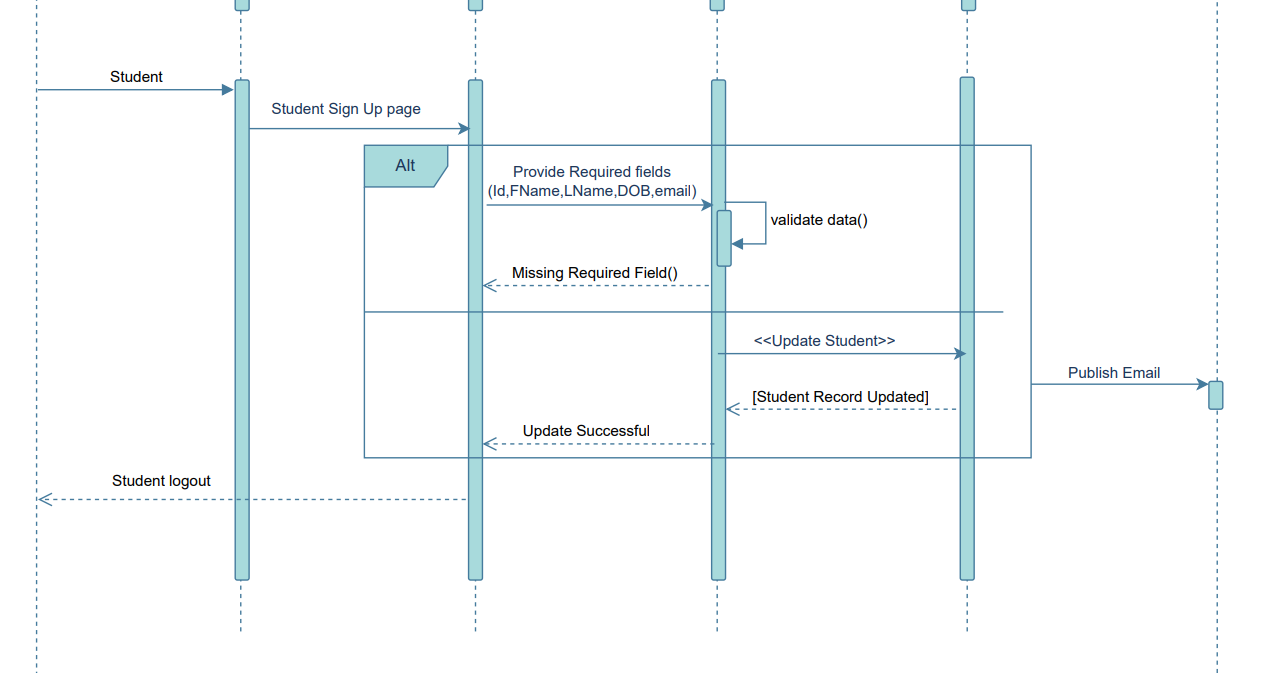 Student
Student Sign Up page
Alt
Provide Required fields
(Id,FName,LName,DOB,email)
validate data()
Missing Required Field()
<<Update Student>>
Publish Email
[Student Record Updated]
Update Successful
Student logout